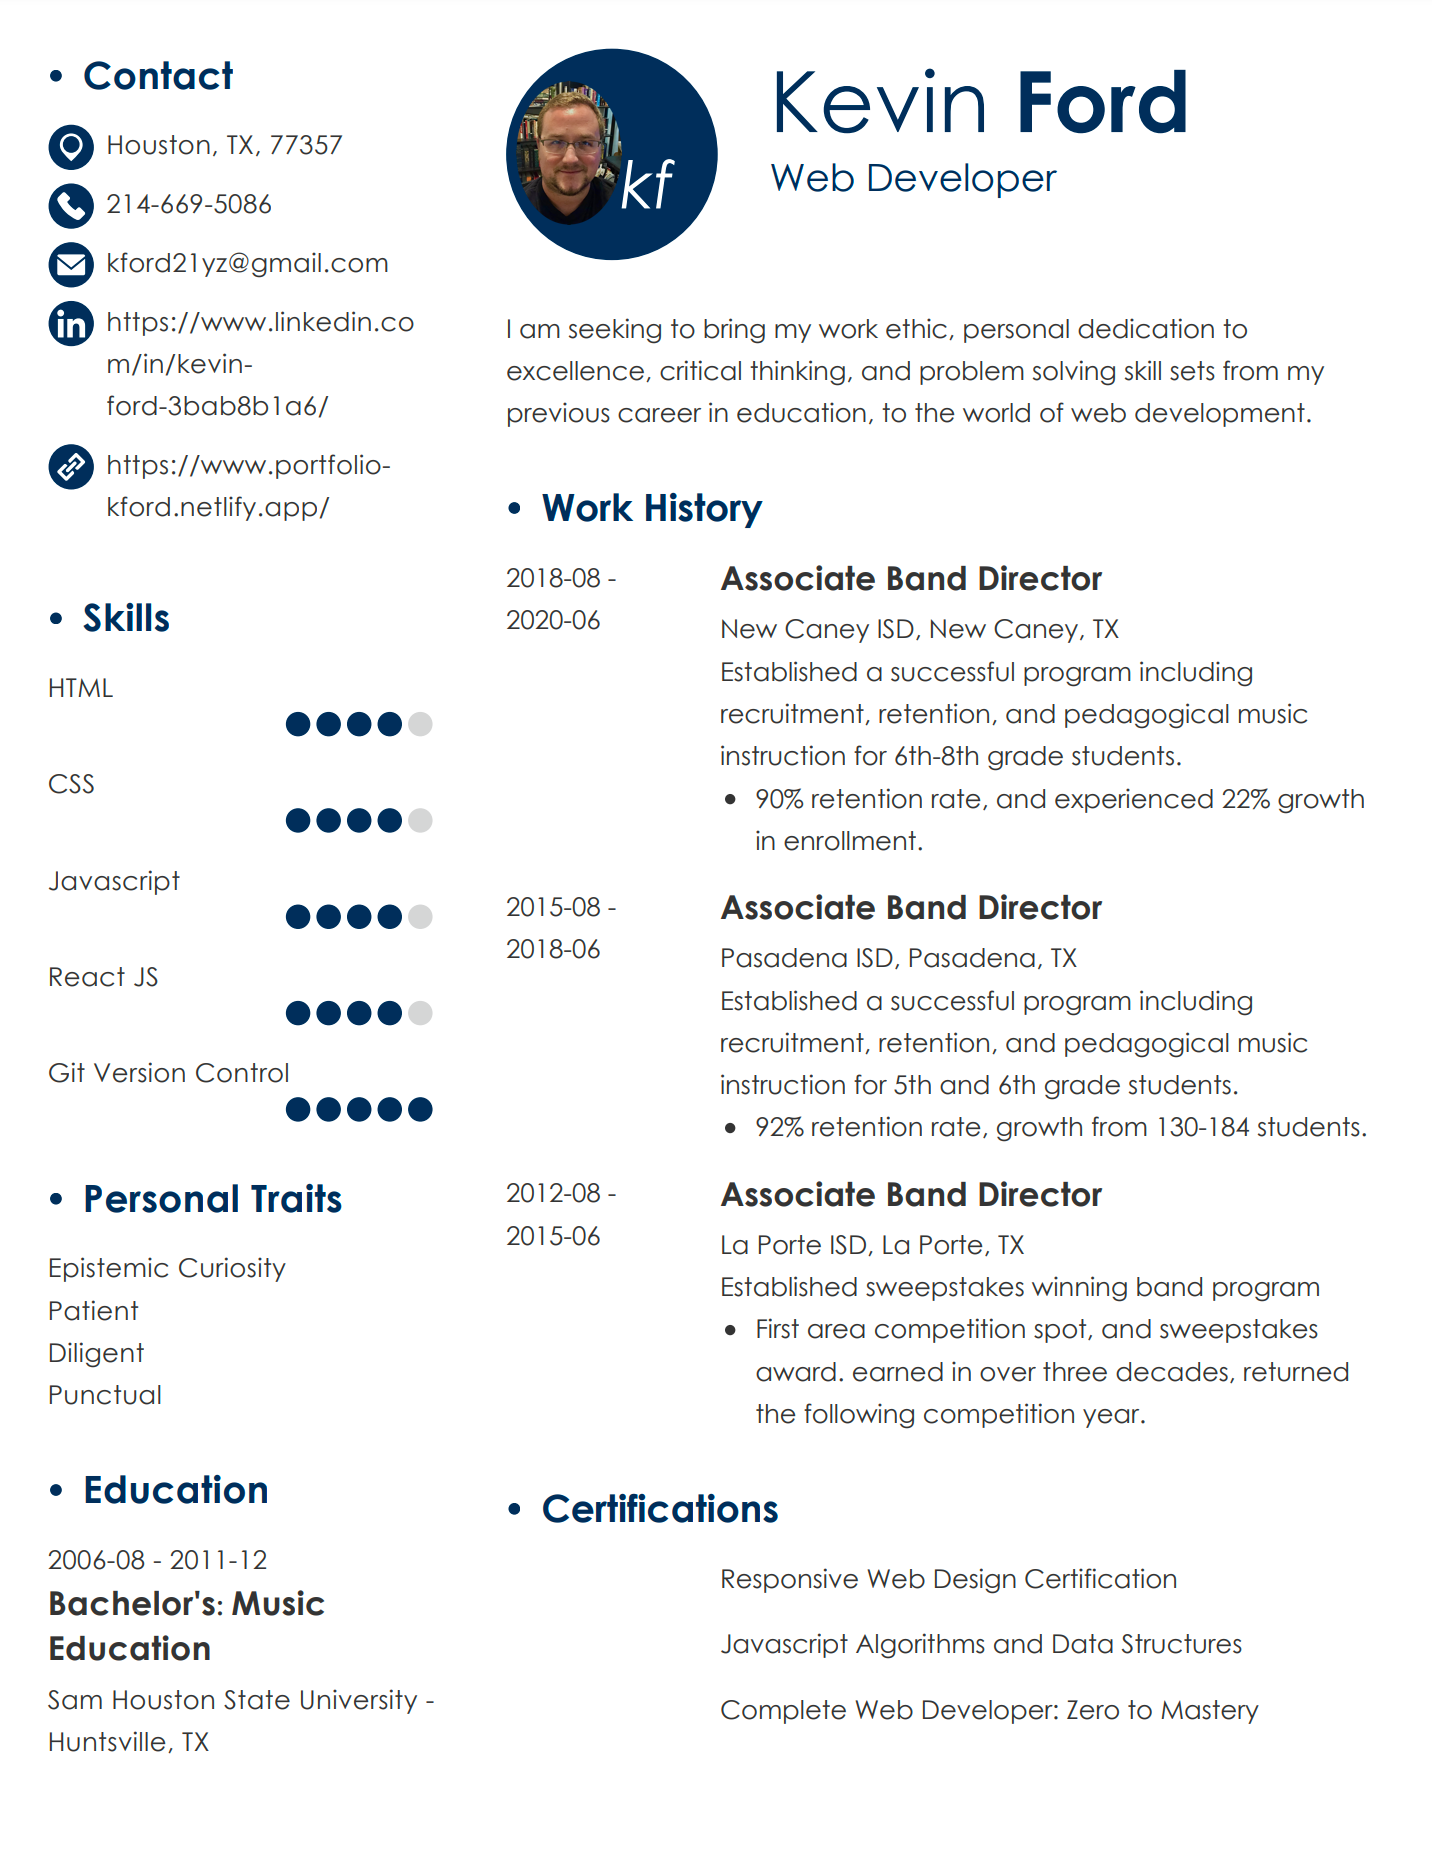 Contact
Houston, TX, 77357
214-669-5086
kford21yz@gmail.com
https://www.linkedin.co
m/in/kevin-
ford-3bab8b1a6/
https://www.portfolio-
kford.netlify.app/
Skills
HTML
CSS
Javascript
React JS
Git Version Control
Personal Traits
Epistemic Curiosity
Patient
Diligent
Punctual
Education
2006-08 - 2011-12
Bachelor's: Music
Education
Sam Houston State University -
Huntsville, TX
kf
Kevin Ford
Web Developer
I am seeking to bring my work ethic, personal dedication to
excellence, critical thinking, and problem solving skill sets from my
previous career in education, to the world of web development.
Work History
2018-08 -
2020-06
Associate Band Director
New Caney ISD, New Caney, TX
Established a successful program including
recruitment, retention, and pedagogical music
instruction for 6th-8th grade students.
• 90% retention rate, and experienced 22% growth
in enrollment.
2015-08 -
2018-06
Associate Band Director
Pasadena ISD, Pasadena, TX
Established a successful program including
recruitment, retention, and pedagogical music
instruction for 5th and 6th grade students.
• 92% retention rate, growth from 130-184 students.
2012-08 -
2015-06
Associate Band Director
La Porte ISD, La Porte, TX
Established sweepstakes winning band program
• First area competition spot, and sweepstakes
award. earned in over three decades, returned
the following competition year.
Certifications
Responsive Web Design Certification
Javascript Algorithms and Data Structures
Complete Web Developer: Zero to Mastery